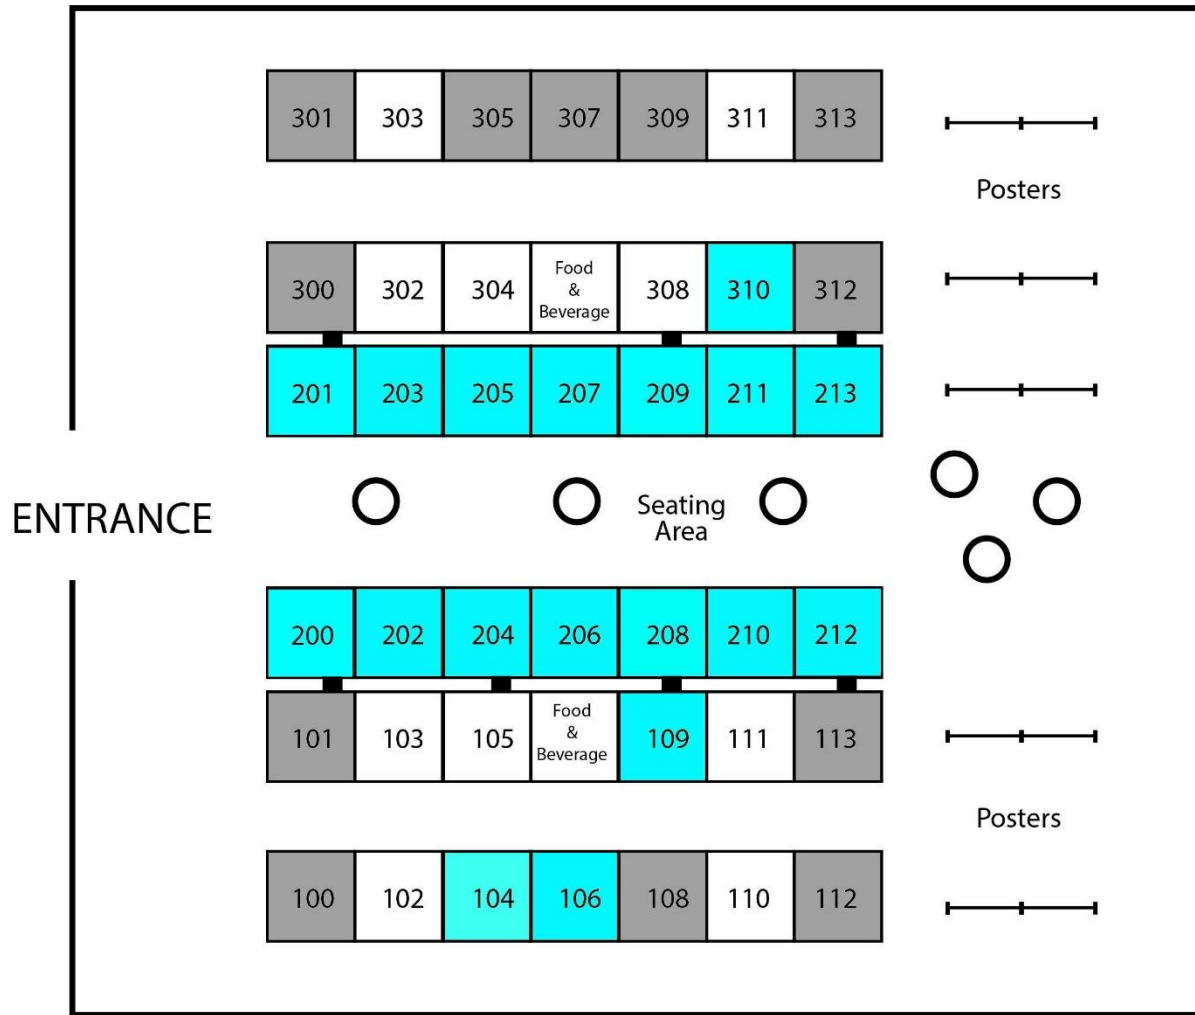 301 303 305 307 309 311 313
Posters
300 302 304 Food & Beverage 308 310 312
201 203 205 207 209 211 213
ENTRANCE
Seating
Area
200 202 204 206 208 210 212
101 103 105 Food & Beverage 109 111 113
Posters
100 102 104 106 108 110 112